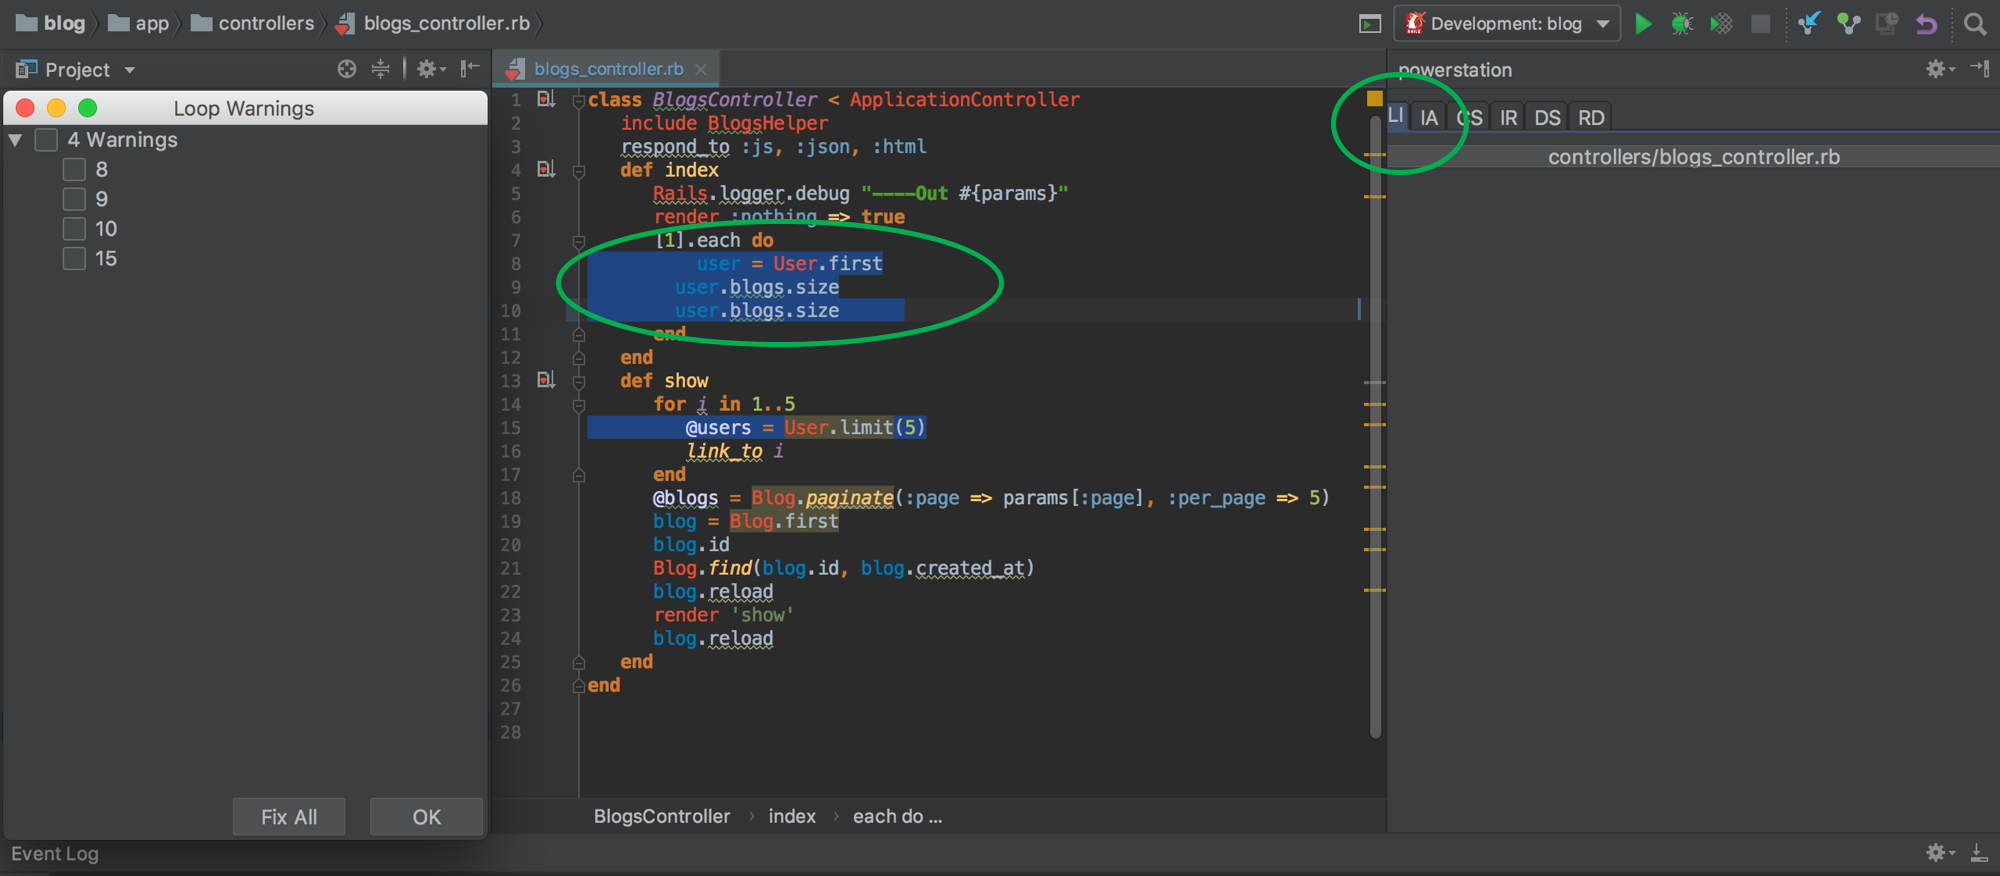 blog app controllers blogs_controller.rb Development: blog
Project
Loop Warnings
4 Warnings
8
9
10
15
Fix All OK
blogs_controller.rb
1 class BlogsController < ApplicationController
2 include BlogsHelper
3 respond_to :js, :json, :html
4 def index
5 Rails.logger.debug "----Out #{params}"
6 render :nothing => true
7 [1].each do
8 user = User.first
9 user.blogs.size
10 user.blogs.size
11 end
12 end
13 def show
14 for i in 1..5
15 @users = User.limit(5)
16 link_to i
17 end
18 @blogs = Blog.paginate(:page => params[:page], :per_page => 5)
19 blog = Blog.first
20 blog.id
21 Blog.find(blog.id, blog.created_at)
22 blog.reload
23 render 'show'
24 blog.reload
25 end
26 end
27
28
BlogsController index each do ...
powerstation
LI IA CS IR DS RD
controllers/blogs_controller.rb
Event Log